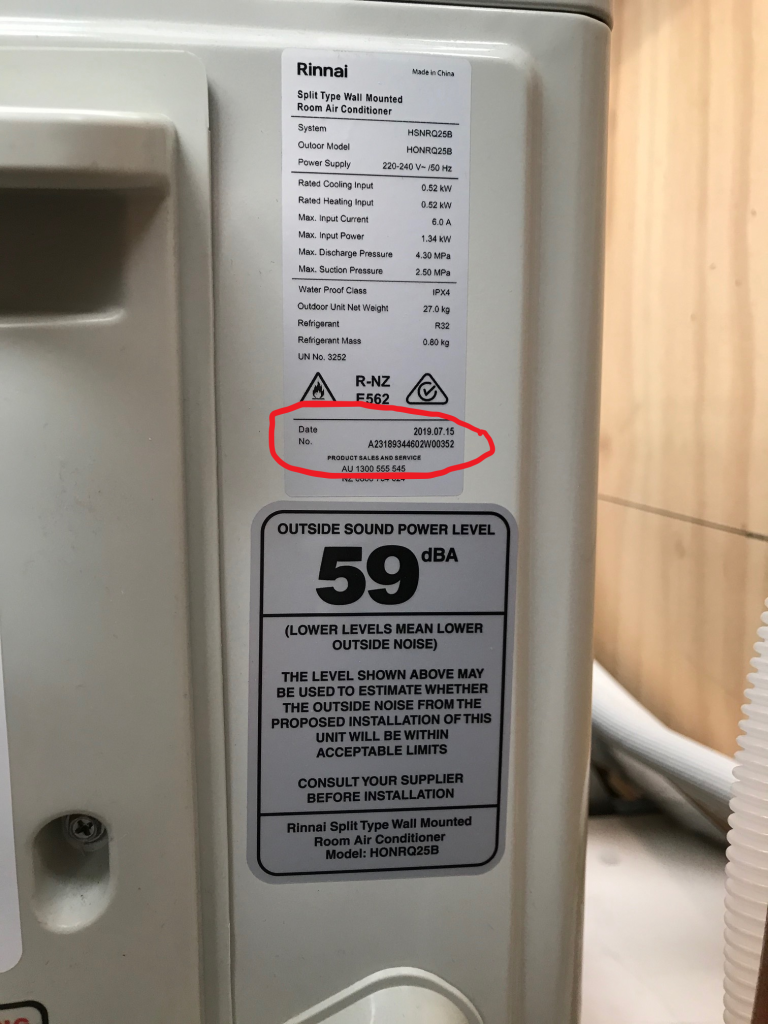 Rinnai Made in China
Split Type Wall Mounted
Room Air Conditioner
System HSNRQ25B
Outoor Model HONRQ25B
Power Supply 220-240 V~ /50 Hz
Rated Cooling Input 0.52 kW
Rated Heating Input 0.52 kW
Max. Input Current 6.0 A
Max. Input Power 1.34 kW
Max. Discharge Pressure 4.30 MPa
Max. Suction Pressure 2.50 MPa
Water Proof Class IPX4
Outdoor Unit Net Weight 27.0 kg
Refrigerant R32
Refrigerant Mass 0.80 kg
UN No. 3252
R-NZ
E562
Date 2019.07.15
No. A23189344602W00352
PRODUCT SALES AND SERVICE
AU 1300 555 545
NZ 0800
OUTSIDE SOUND POWER LEVEL
59 dBA
(LOWER LEVELS MEAN LOWER
OUTSIDE NOISE)
THE LEVEL SHOWN ABOVE MAY
BE USED TO ESTIMATE WHETHER
THE OUTSIDE NOISE FROM THE
PROPOSED INSTALLATION OF THIS
UNIT WILL BE WITHIN
ACCEPTABLE LIMITS
CONSULT YOUR SUPPLIER
BEFORE INSTALLATION
Rinnai Split Type Wall Mounted
Room Air Conditioner
Model: HONRQ25B